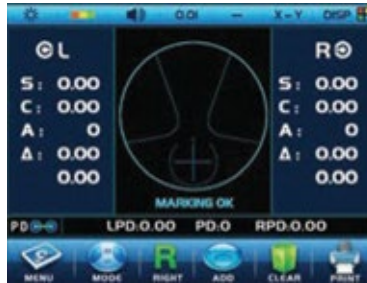 0.01 — X-Y DISP
L
S: 0.00
C: 0.00
A: 0
Δ: 0.00
0.00
MARKING OK
R
S: 0.00
C: 0.00
A: 0
Δ: 0.00
0.00
PD LPD:0.00 PD:0 RPD:0.00
R
MENU MODE RIGHT ADD CLEAR PRINT